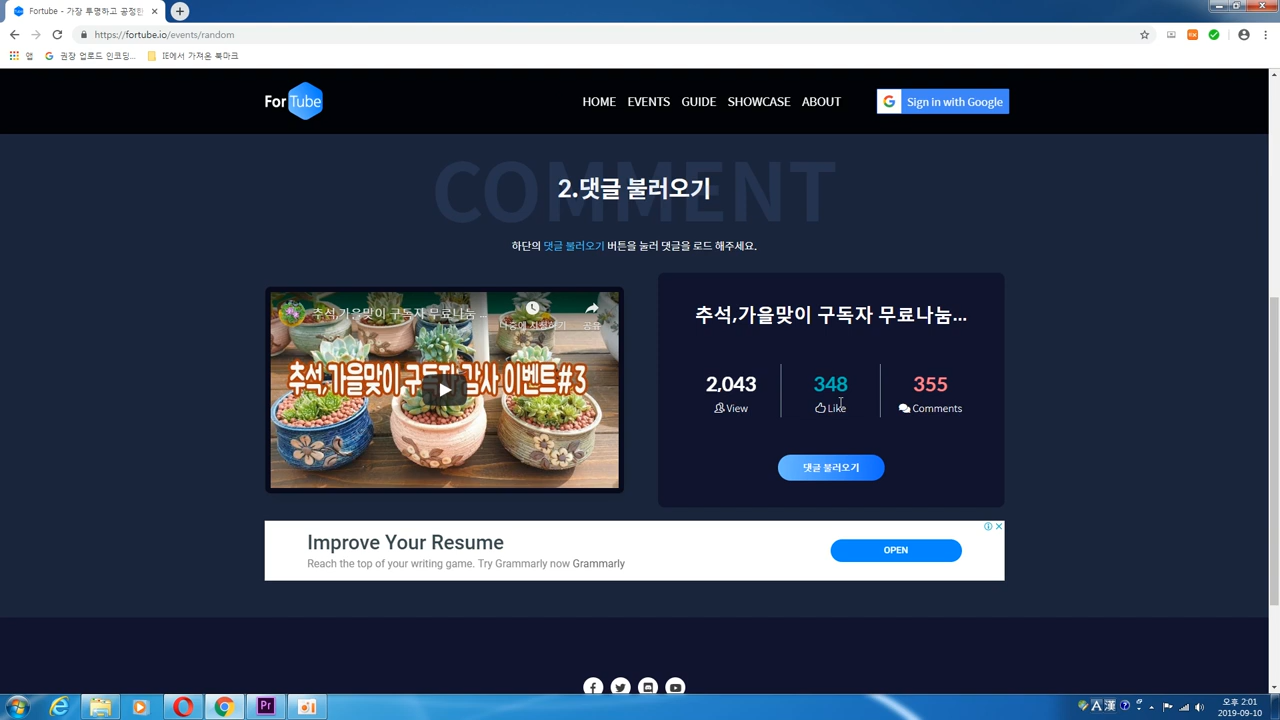 Fortube - 가장 투명하고 공정한
https://fortube.io/events/random
앱
권장 업로드 인코딩...
IE에서 가져온 북마크
For Tube
HOME
EVENTS
GUIDE
SHOWCASE
ABOUT
Sign in with Google
COMMENT
2.댓글 불러오기
하단의 댓글 불러오기 버튼을 눌러 댓글을 로드 해주세요.
추석,가을맞이 구독자 무료나눔 ...
나중에 지정하기
공유
추석,가을맞이 구독자 감사 이벤트#3
추석,가을맞이 구독자 무료나눔...
2,043
348
355
View
Like
Comments
댓글 불러오기
Improve Your Resume
Reach the top of your writing game. Try Grammarly now Grammarly
OPEN
Pr
A 漢
오후 2:01
2019-09-10